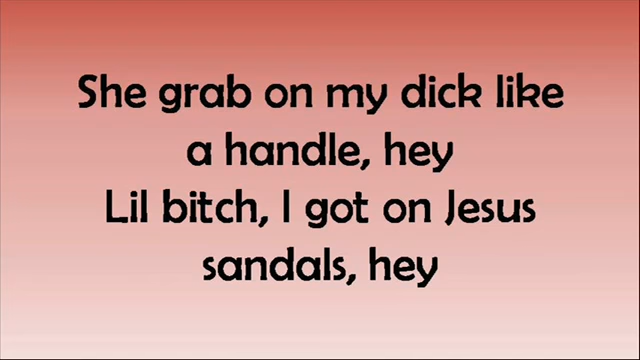 She grab on my dick like
a handle, hey
Lil bitch, I got on Jesus
sandals, hey